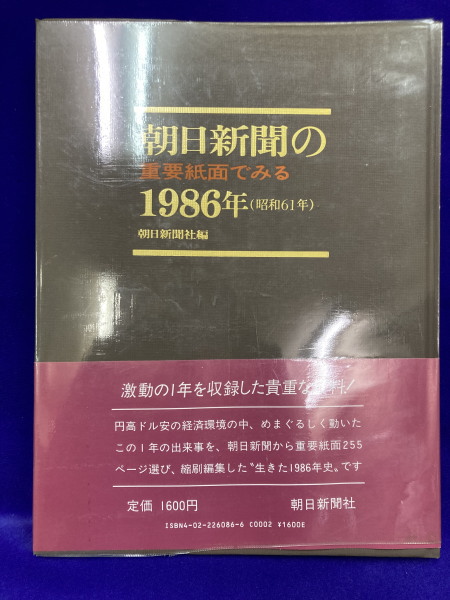 朝日新聞の
重要紙面でみる
1986年(昭和61年)
朝日新聞社編
激動の1年を収録した貴重な料!
円高ドル安の経済環境の中、めまぐるしく動いた
この1年の出来事を、朝日新聞から重要紙面255
ページ選び、縮刷編集した“生きた1986年史„です
定価 1600円 朝日新聞社
ISBN4-02-226086-6 C0002 ¥1600E